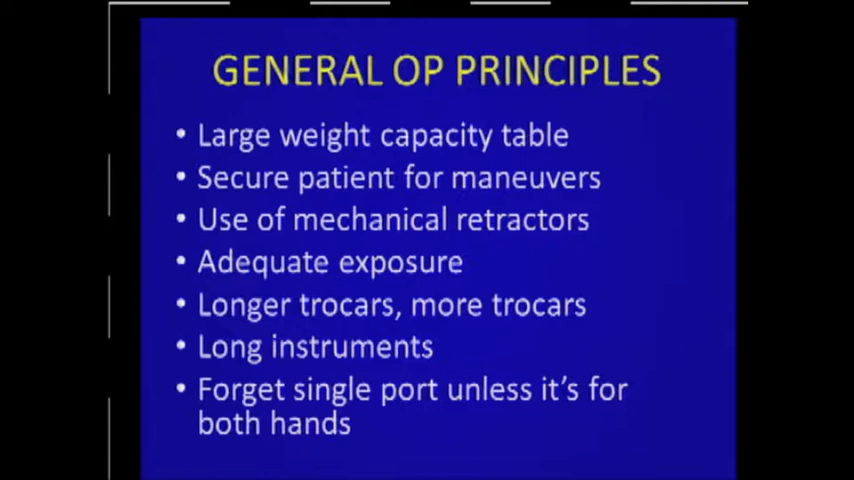 GENERAL OP PRINCIPLES
• Large weight capacity table
• Secure patient for maneuvers
• Use of mechanical retractors
• Adequate exposure
• Longer trocars, more trocars
• Long instruments
• Forget single port unless it's for
both hands